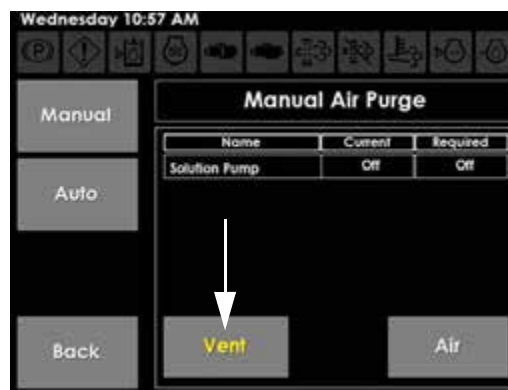 Wednesday 10:57 AM
Manual
Manual Air Purge
Name Current Required
Solution Pump Off Off
Auto
Back
Vent
Air